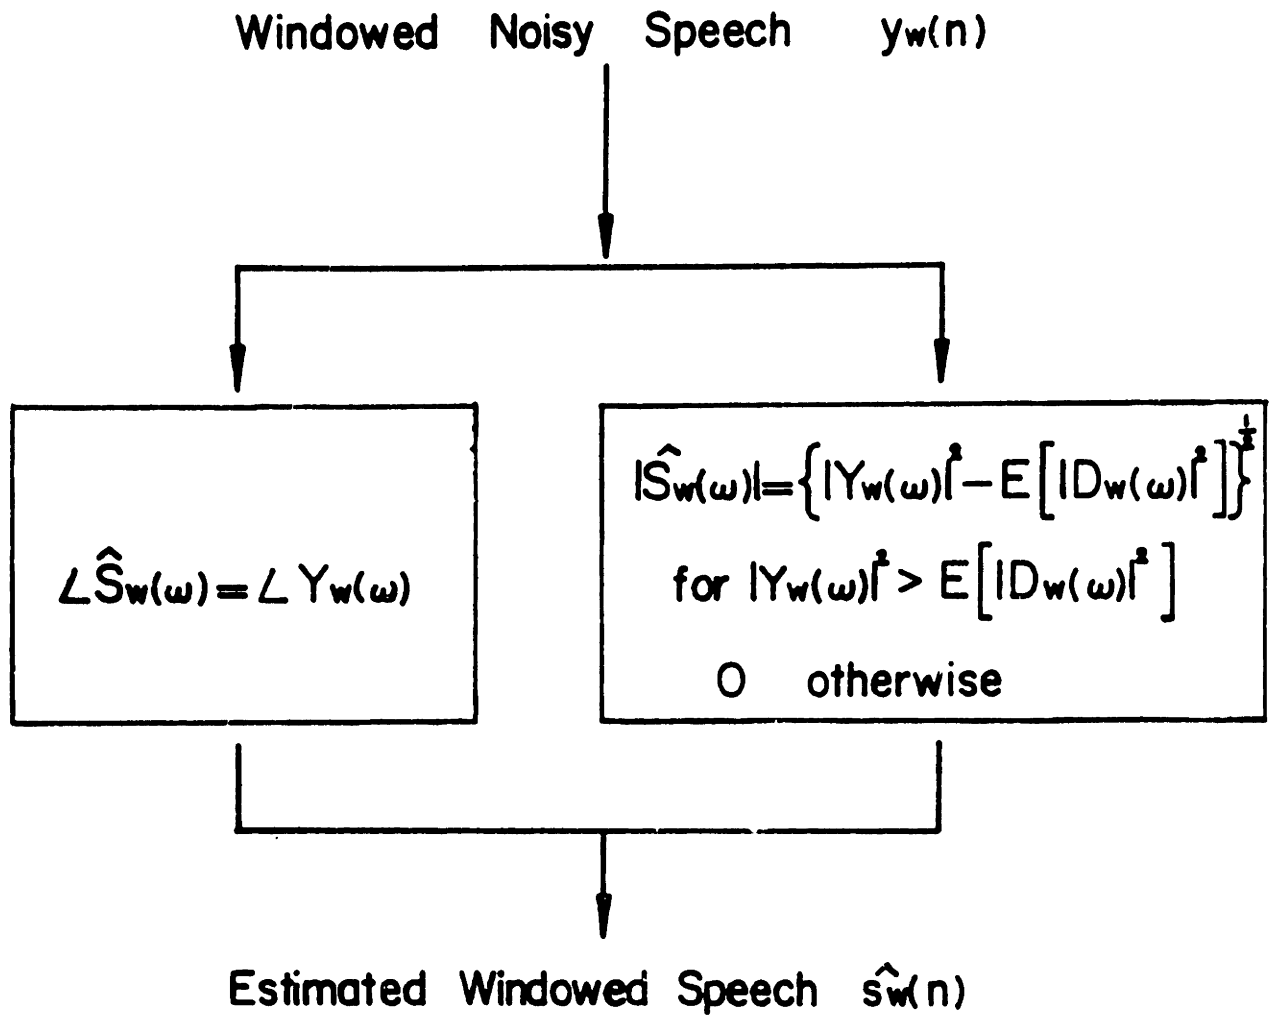 Windowed Noisy Speech yw(n)
∠Ŝw(ω)=∠Yw(ω)
|Ŝw(ω)|={|Yw(ω)|²-E[|Dw(ω)|²]}^½
for |Yw(ω)|² > E[|Dw(ω)|²]
0 otherwise
Estimated Windowed Speech ŝw(n)